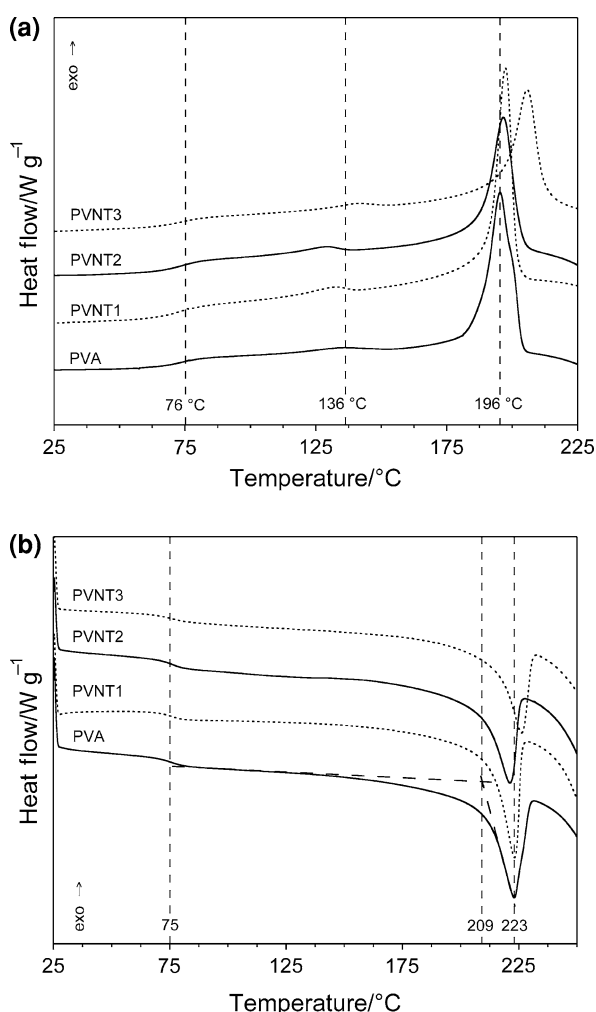 (a)
exo →
Heat flow/W g⁻¹
PVNT3
PVNT2
PVNT1
PVA
76 °C
136 °C
196 °C
25
75
125
175
225
Temperature/°C
(b)
PVNT3
PVNT2
PVNT1
PVA
Heat flow/W g⁻¹
exo →
75
209
223
25
75
125
175
225
Temperature/°C